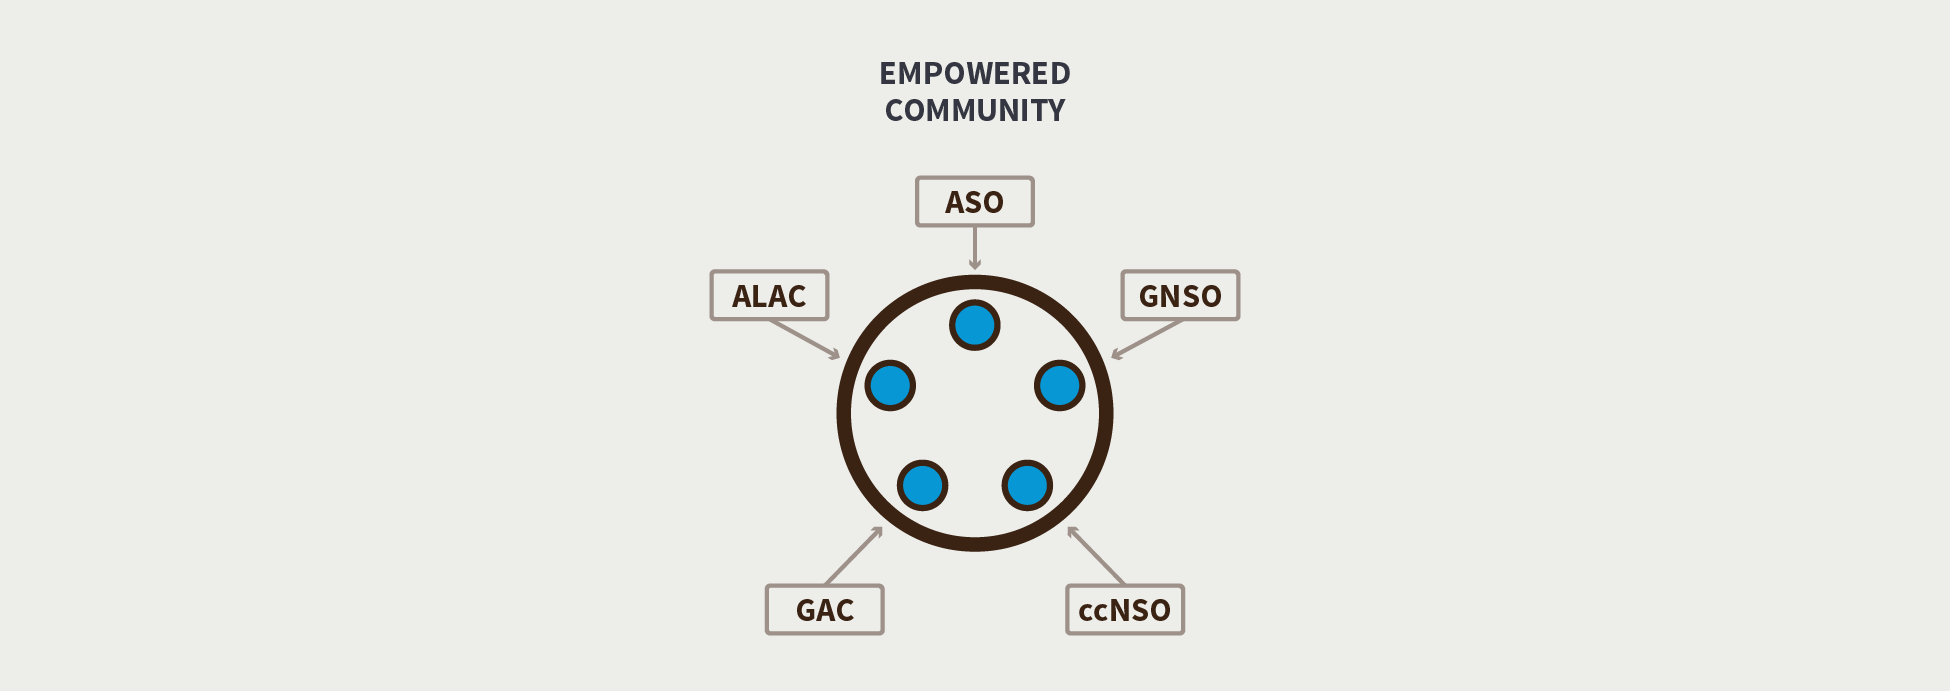 EMPOWERED
COMMUNITY
ASO
ALAC
GNSO
GAC
ccNSO